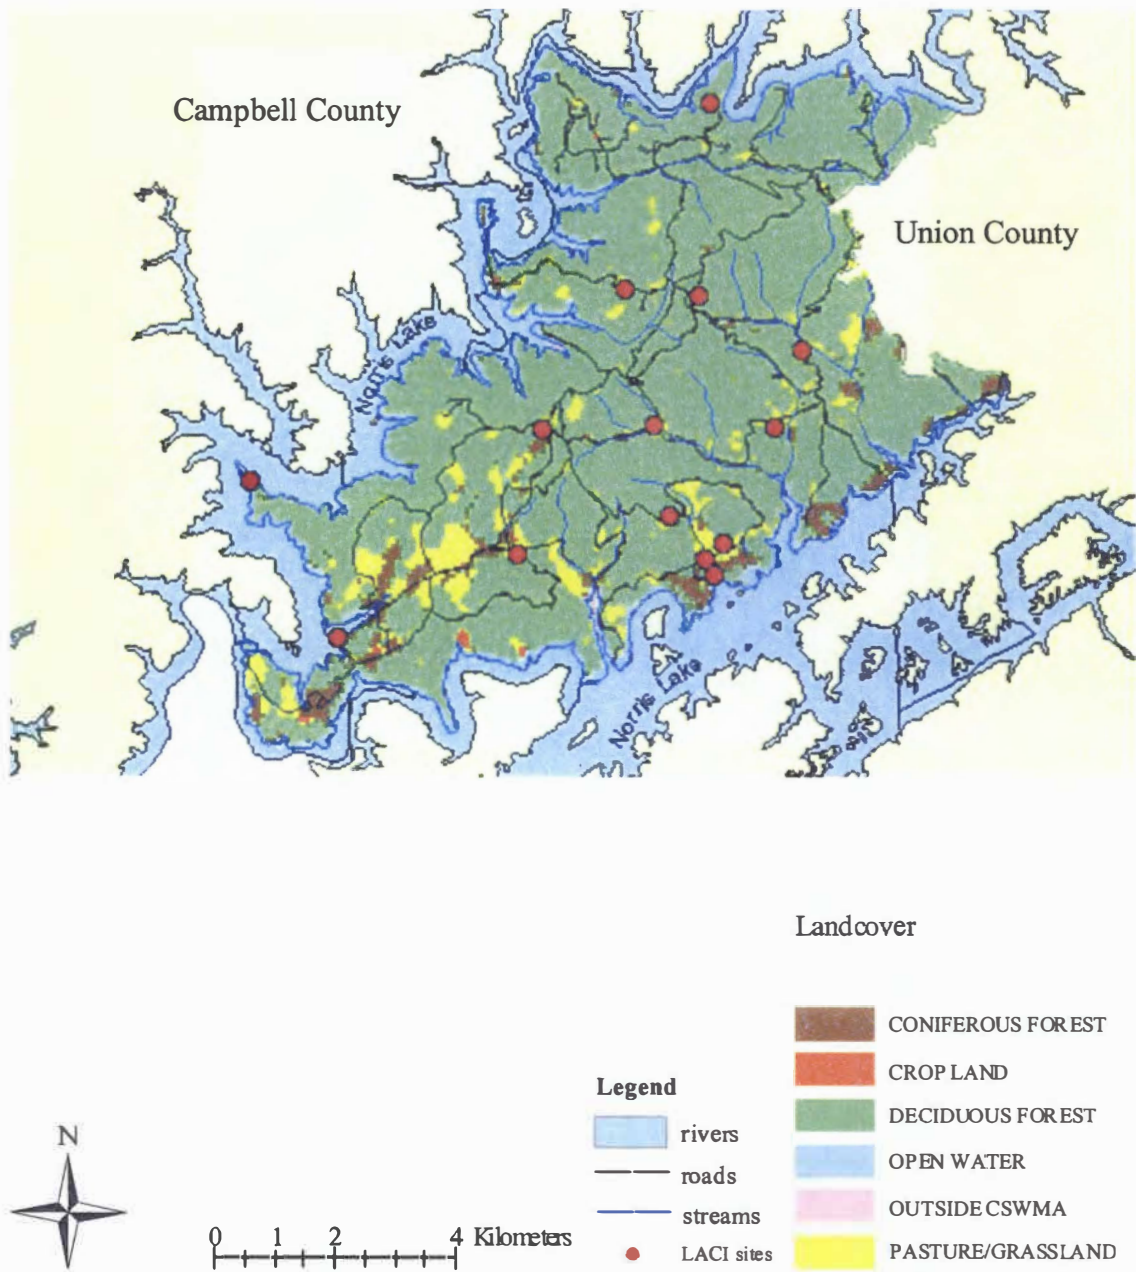 Campbell County
Union County
Norris Lake
Norris Lake
Landcover
CONIFEROUS FOREST
CROP LAND
DECIDUOUS FOREST
OPEN WATER
OUTSIDE CSWMA
PASTURE/GRASSLAND
Legend
rivers
roads
streams
LACI sites
N
0 1 2 4 Kilometers